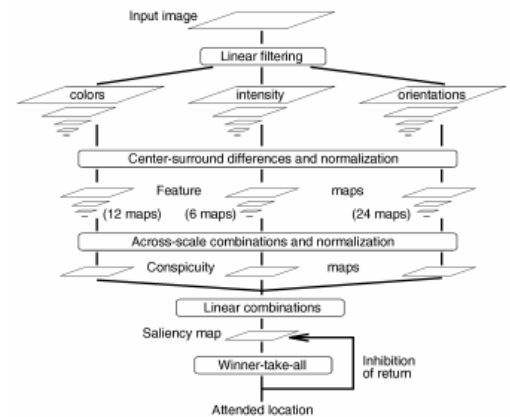 Input image
Linear filtering
colors intensity orientations
Center-surround differences and normalization
Feature maps
(12 maps) (6 maps) (24 maps)
Across-scale combinations and normalization
Conspicuity maps
Linear combinations
Saliency map
Winner-take-all
Inhibition
of return
Attended location